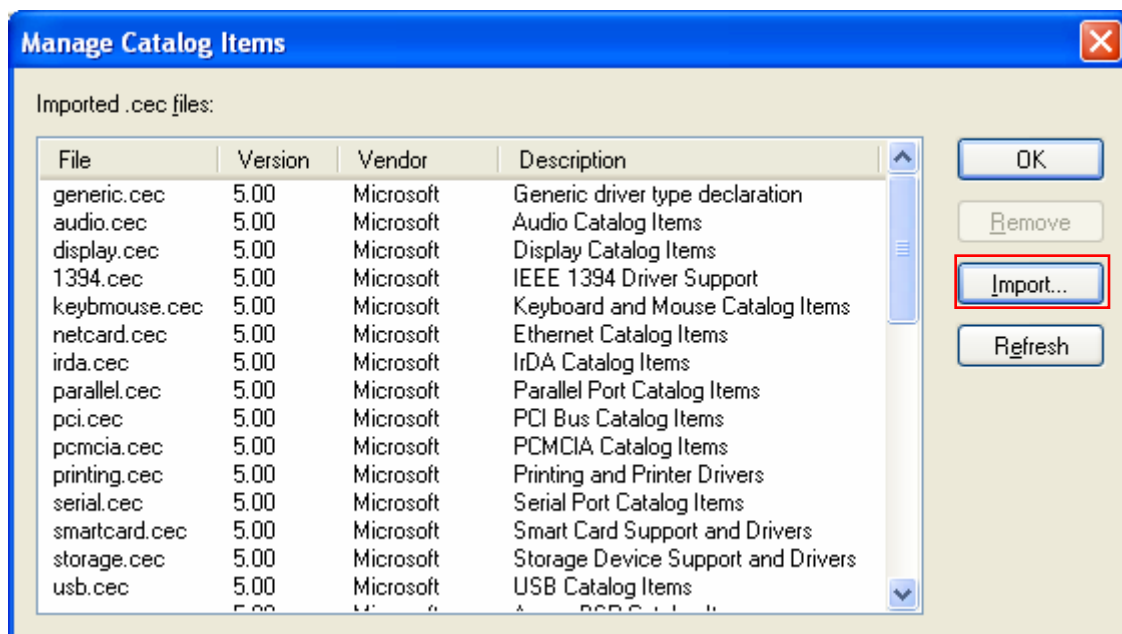 Manage Catalog Items
Imported .cec files:
File Version Vendor Description
generic.cec 5.00 Microsoft Generic driver type declaration
audio.cec 5.00 Microsoft Audio Catalog Items
display.cec 5.00 Microsoft Display Catalog Items
1394.cec 5.00 Microsoft IEEE 1394 Driver Support
keybmouse.cec 5.00 Microsoft Keyboard and Mouse Catalog Items
netcard.cec 5.00 Microsoft Ethernet Catalog Items
irda.cec 5.00 Microsoft IrDA Catalog Items
parallel.cec 5.00 Microsoft Parallel Port Catalog Items
pci.cec 5.00 Microsoft PCI Bus Catalog Items
pcmcia.cec 5.00 Microsoft PCMCIA Catalog Items
printing.cec 5.00 Microsoft Printing and Printer Drivers
serial.cec 5.00 Microsoft Serial Port Catalog Items
smartcard.cec 5.00 Microsoft Smart Card Support and Drivers
storage.cec 5.00 Microsoft Storage Device Support and Drivers
usb.cec 5.00 Microsoft USB Catalog Items
OK
Remove
Import...
Refresh